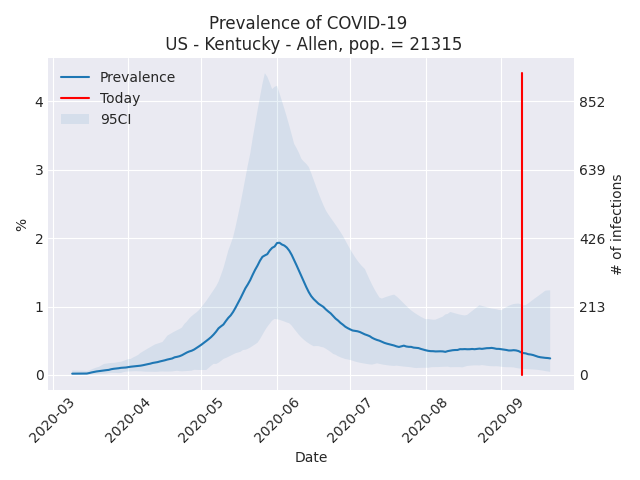 Prevalence of COVID-19
US - Kentucky - Allen, pop. = 21315
Prevalence
Today
95CI
4
3
2
1
0
%
852
639
426
213
0
# of infections
2020-03
2020-04
2020-05
2020-06
2020-07
2020-08
2020-09
Date